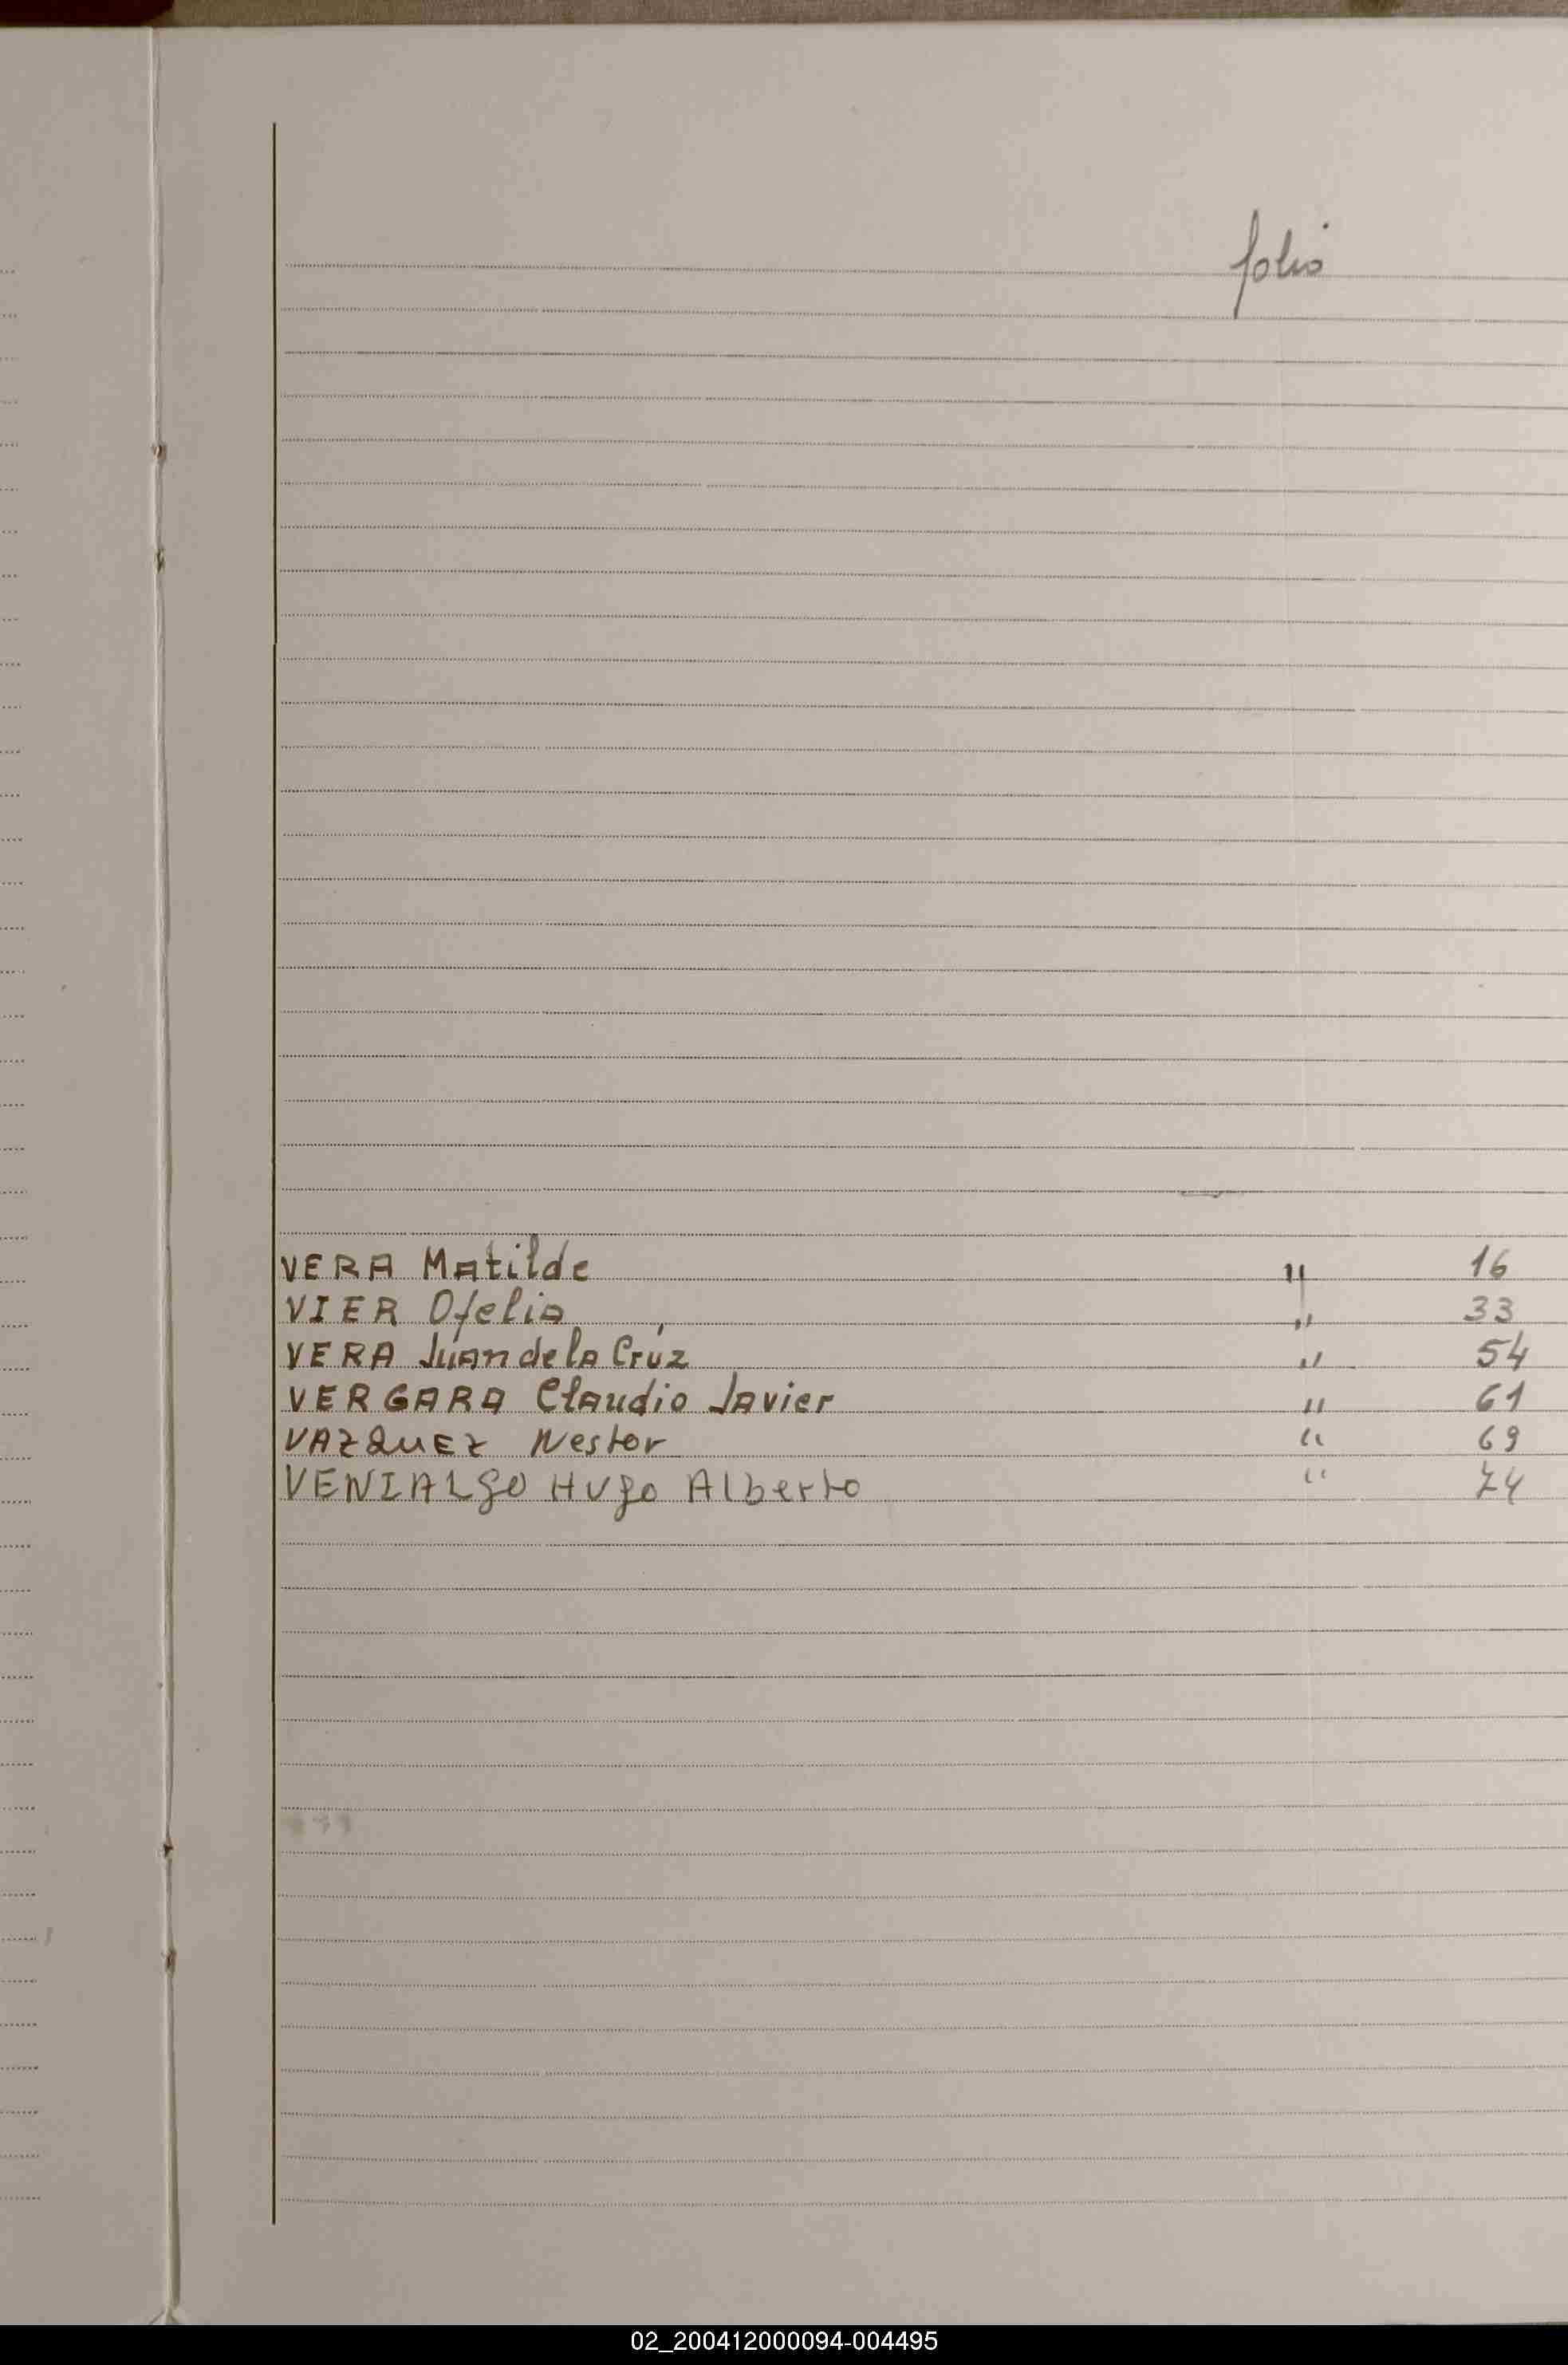 folio
VERA Matilde " 16
VIER Ofelia " 33
VERA Juan de la Cruz " 54
VERGARA Claudio Javier " 61
VAZQUEZ Nestor " 69
VENIALGO Hugo Alberto " 74
02_200412000094-004495